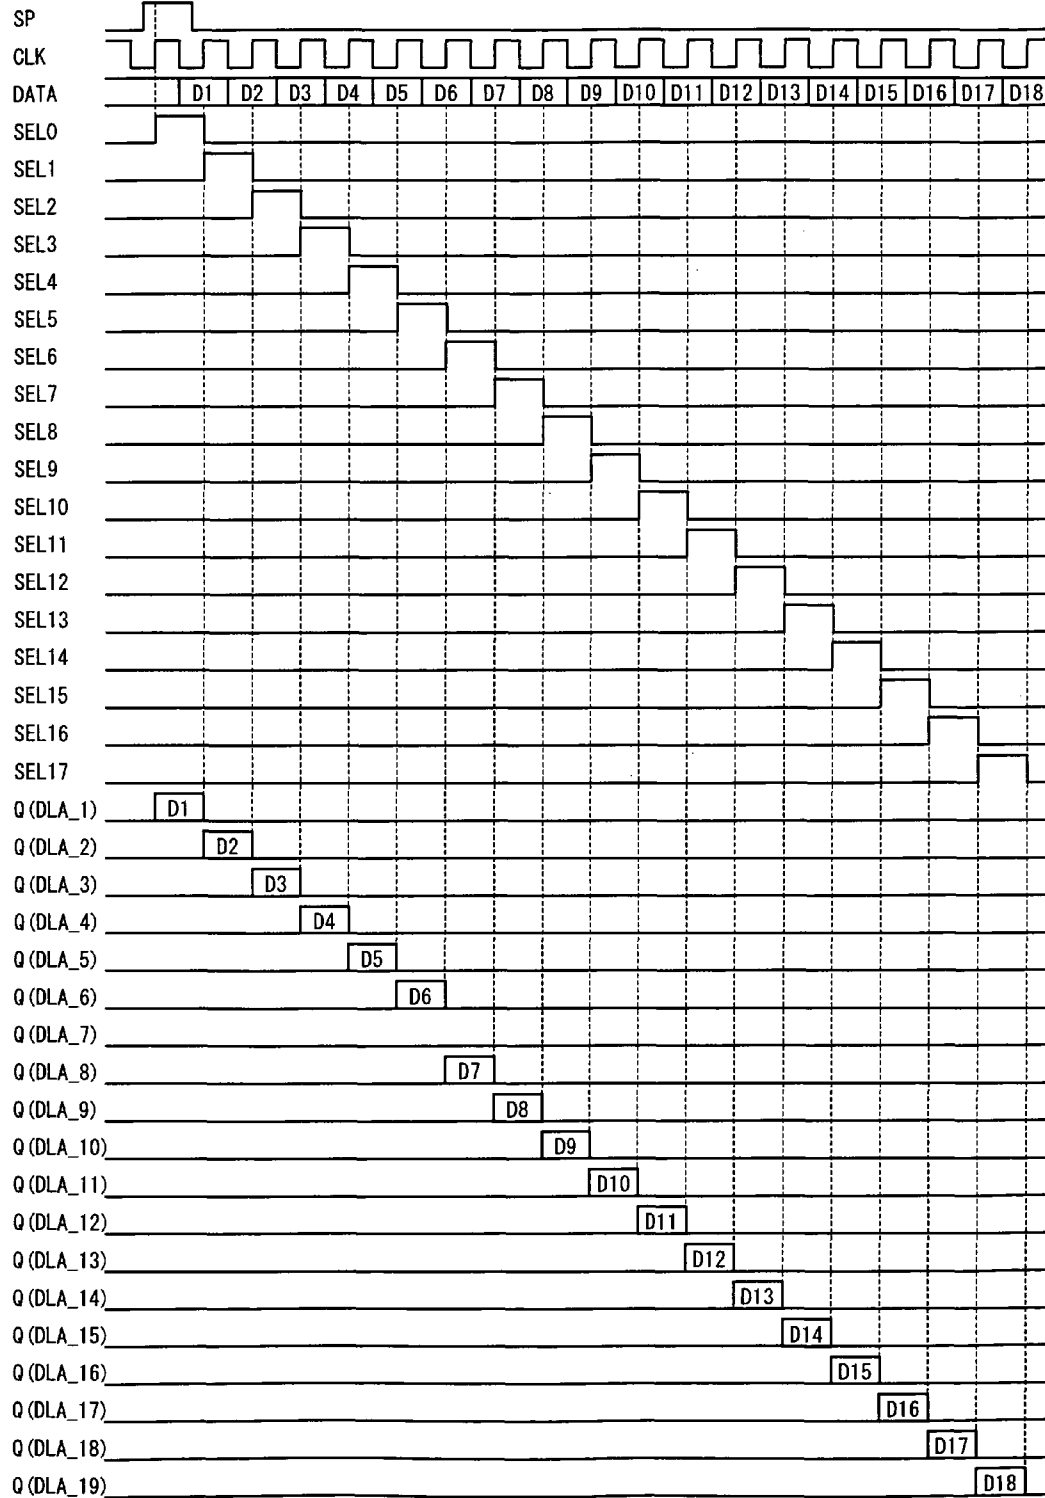 SP
CLK
DATA D1 D2 D3 D4 D5 D6 D7 D8 D9 D10 D11 D12 D13 D14 D15 D16 D17 D18
SEL0
SEL1
SEL2
SEL3
SEL4
SEL5
SEL6
SEL7
SEL8
SEL9
SEL10
SEL11
SEL12
SEL13
SEL14
SEL15
SEL16
SEL17
Q(DLA_1) D1
Q(DLA_2) D2
Q(DLA_3) D3
Q(DLA_4) D4
Q(DLA_5) D5
Q(DLA_6) D6
Q(DLA_7)
Q(DLA_8) D7
Q(DLA_9) D8
Q(DLA_10) D9
Q(DLA_11) D10
Q(DLA_12) D11
Q(DLA_13) D12
Q(DLA_14) D13
Q(DLA_15) D14
Q(DLA_16) D15
Q(DLA_17) D16
Q(DLA_18) D17
Q(DLA_19) D18